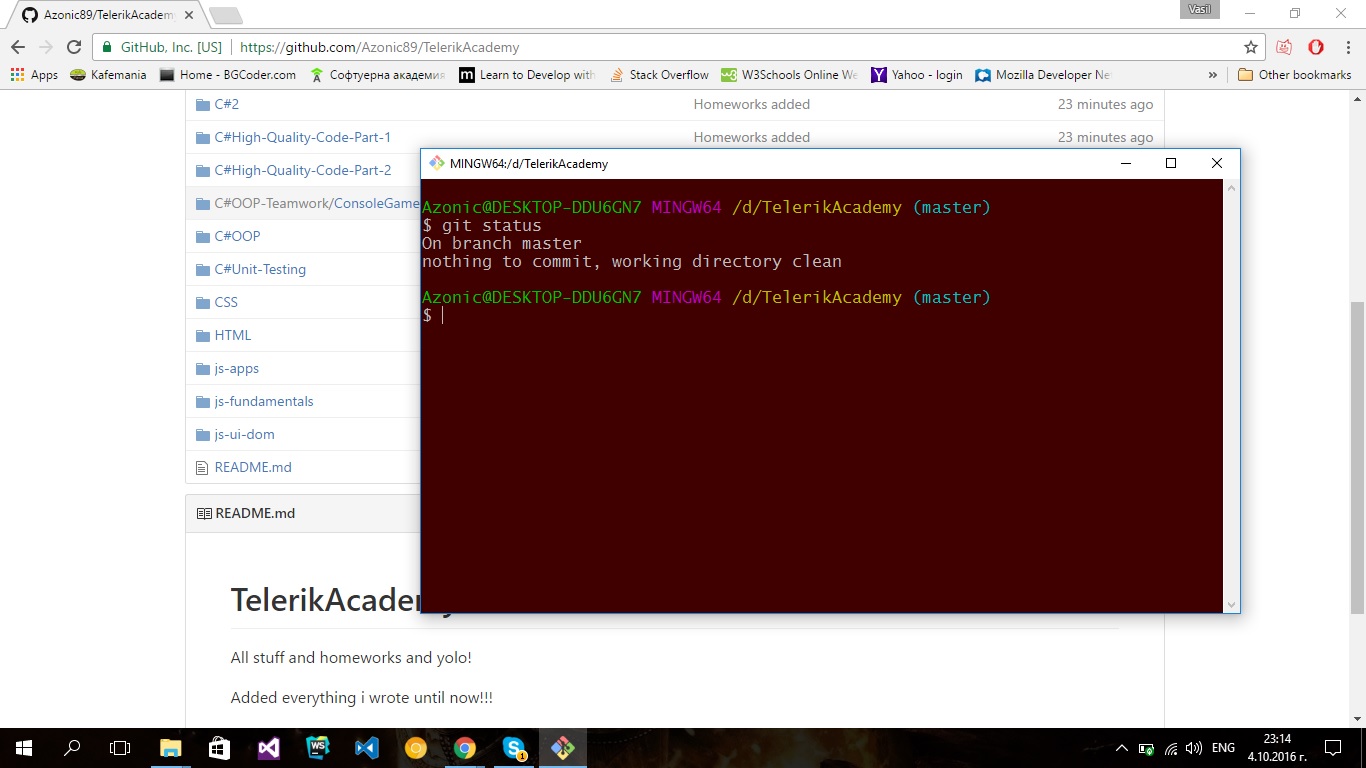 Azonic89/TelerikAcadem
Vasil
GitHub, Inc. [US]
https://github.com/Azonic89/TelerikAcademy
Apps
Kafemania
Home - BGCoder.com
Софтуерна академия
Learn to Develop with
Stack Overflow
W3Schools Online We
Yahoo - login
Mozilla Developer Ne
»
Other bookmarks
C#2
Homeworks added
23 minutes ago
C#High-Quality-Code-Part-1
Homeworks added
23 minutes ago
C#High-Quality-Code-Part-2
C#OOP-Teamwork/ConsoleGame
C#OOP
C#Unit-Testing
CSS
HTML
js-apps
js-fundamentals
js-ui-dom
README.md
README.md
TelerikAcademy
All stuff and homeworks and yolo!
Added everything i wrote until now!!!
MINGW64:/d/TelerikAcademy
Azonic@DESKTOP-DDU6GN7 MINGW64 /d/TelerikAcademy (master)
$ git status
On branch master
nothing to commit, working directory clean
Azonic@DESKTOP-DDU6GN7 MINGW64 /d/TelerikAcademy (master)
$
WS
1
ENG
23:14
4.10.2016 г.